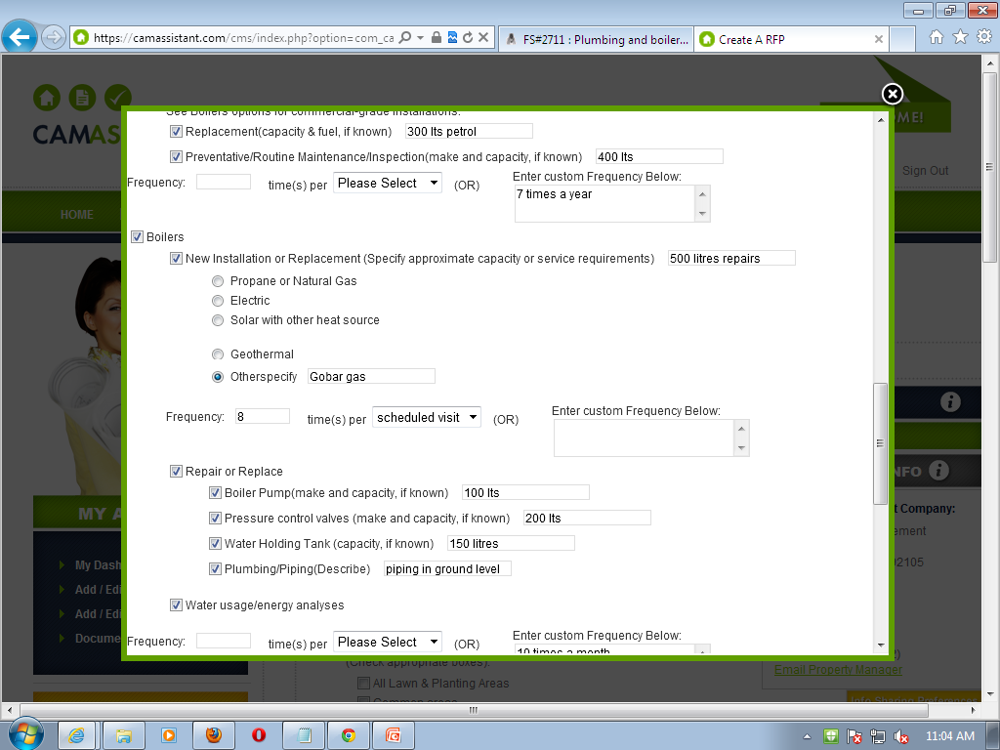 https://camassistant.com/cms/index.php?option=com_ca
FS#2711 : Plumbing and boiler...
Create A RFP
CAMAS
OME!
Sign Out
HOME
See Boilers options for commercial-grade installations.
Replacement(capacity & fuel, if known) 300 lts petrol
Preventative/Routine Maintenance/Inspection(make and capacity, if known) 400 lts
Frequency: time(s) per Please Select (OR) Enter custom Frequency Below:
7 times a year
Boilers
New Installation or Replacement (Specify approximate capacity or service requirements) 500 litres repairs
Propane or Natural Gas
Electric
Solar with other heat source
Geothermal
Otherspecify Gobar gas
Frequency: 8 time(s) per scheduled visit (OR) Enter custom Frequency Below:
Repair or Replace
Boiler Pump(make and capacity, if known) 100 lts
Pressure control valves (make and capacity, if known) 200 lts
Water Holding Tank (capacity, if known) 150 litres
Plumbing/Piping(Describe) piping in ground level
Water usage/energy analyses
Frequency: time(s) per Please Select (OR) Enter custom Frequency Below:
10 times a month
MY A
My Dash
Add / Edi
Add / Edi
Docume
NFO
t Company:
ement
2105
Email Property Manager
(Check appropriate boxes):
All Lawn & Planting Areas
Common areas
Info Sharing Preferences
11:04 AM